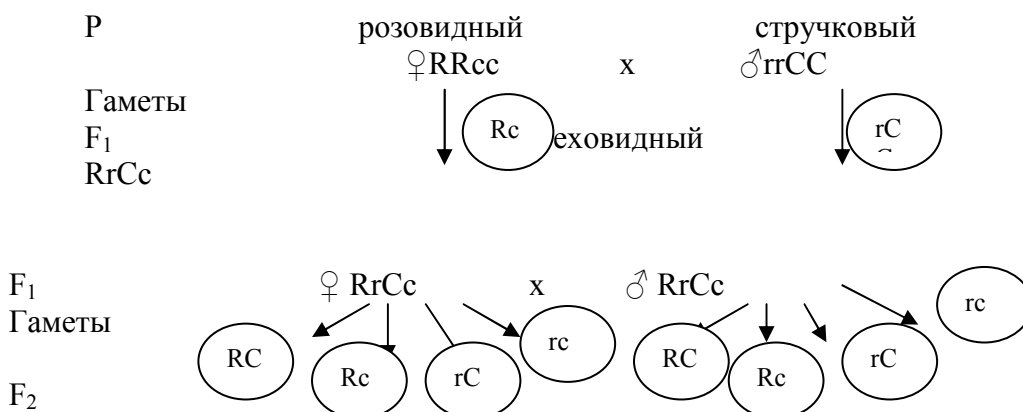 P розовидный стручковый
♀RRcc x ♂rrCC
Гаметы
Rc rC
F₁ еховидный
RrCc
F₁ ♀ RrCc x ♂ RrCc
Гаметы rc
RC Rc rC rc RC Rc rC
F₂